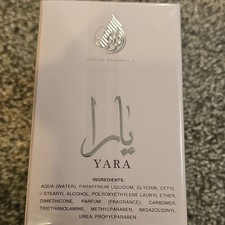 يارا
YARA
INGREDIENTS:
AQUA (WATER), PARAFFINUM LIQUIDUM, GLYCRIN, CETYL
/ STEARYL ALCOHOL, POLYOXYETHYLENE LAURYL ETHER,
DIMETHICONE, PARFUM (FRAGRANCE), CARBOMER,
TRIETHANOLAMINE, METHYLPARABEN, IMIDAZOLIDINYL
UREA, PROPYLPARABEN